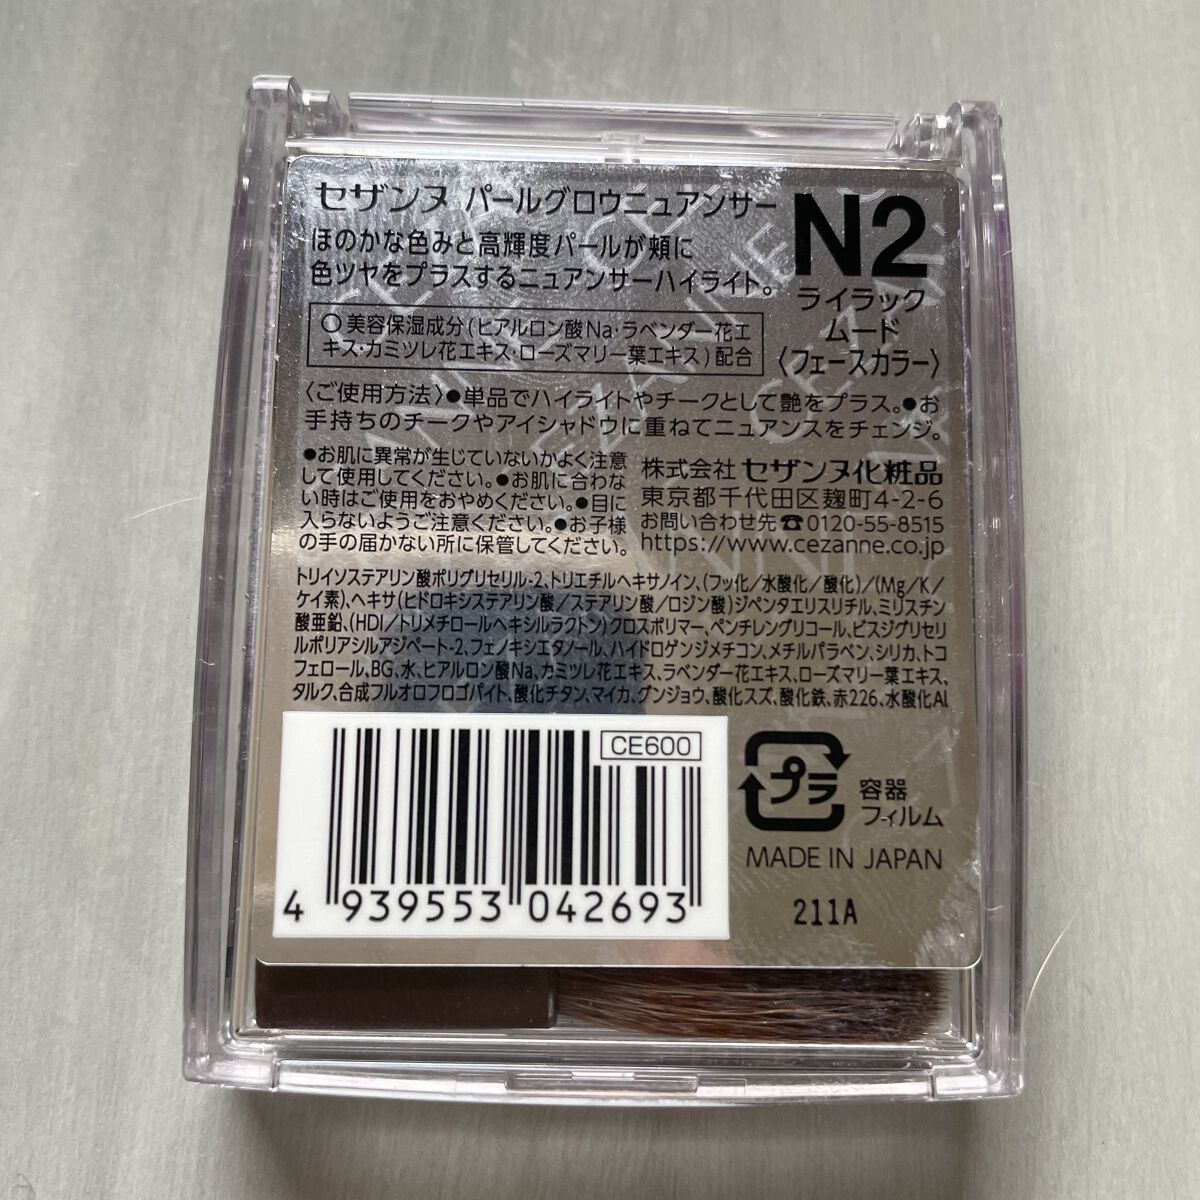 セザンヌ パールグロウニュアンサー
ほのかな色みと高輝度パールが頬に
色ツヤをプラスするニュアンサーハイライト。
N2
ライラック
ムード
〈フェースカラー〉
○美容保湿成分(ヒアルロン酸Na・ラベンダー花エ
キス・カミツレ花エキス・ローズマリー葉エキス)配合
〈ご使用方法〉●単品でハイライトやチークとして艶をプラス。●お
手持ちのチークやアイシャドウに重ねてニュアンスをチェンジ。
●お肌に異常が生じていないかよく注意
して使用してください。●お肌に合わな
い時はご使用をおやめください。●目に
入らないようご注意ください。●お子様
の手の届かない所に保管してください。
株式会社 セザンヌ化粧品
東京都千代田区麹町4-2-6
お問い合わせ先☎0120-55-8515
https://www.cezanne.co.jp
トリイソステアリン酸ポリグリセリル-2、トリエチルヘキサノイン、(フッ化/水酸化/酸化)/(Mg/K/
ケイ素)、ヘキサ(ヒドロキシステアリン酸/ステアリン酸/ロジン酸)ジペンタエリスリチル、ミリスチン
酸亜鉛、(HDI/トリメチロールヘキシルラクトン)クロスポリマー、ペンチレングリコール、ビスジグリセリ
ルポリアシルアジペート-2、フェノキシエタノール、ハイドロゲンジメチコン、メチルパラベン、シリカ、トコ
フェロール、BG、水、ヒアルロン酸Na、カミツレ花エキス、ラベンダー花エキス、ローズマリー葉エキス、
タルク、合成フルオロフロゴパイト、酸化チタン、マイカ、グンジョウ、酸化スズ、酸化鉄、赤226、水酸化Al
CE600
4 939553 042693
プラ
容器
フィルム
MADE IN JAPAN
211A